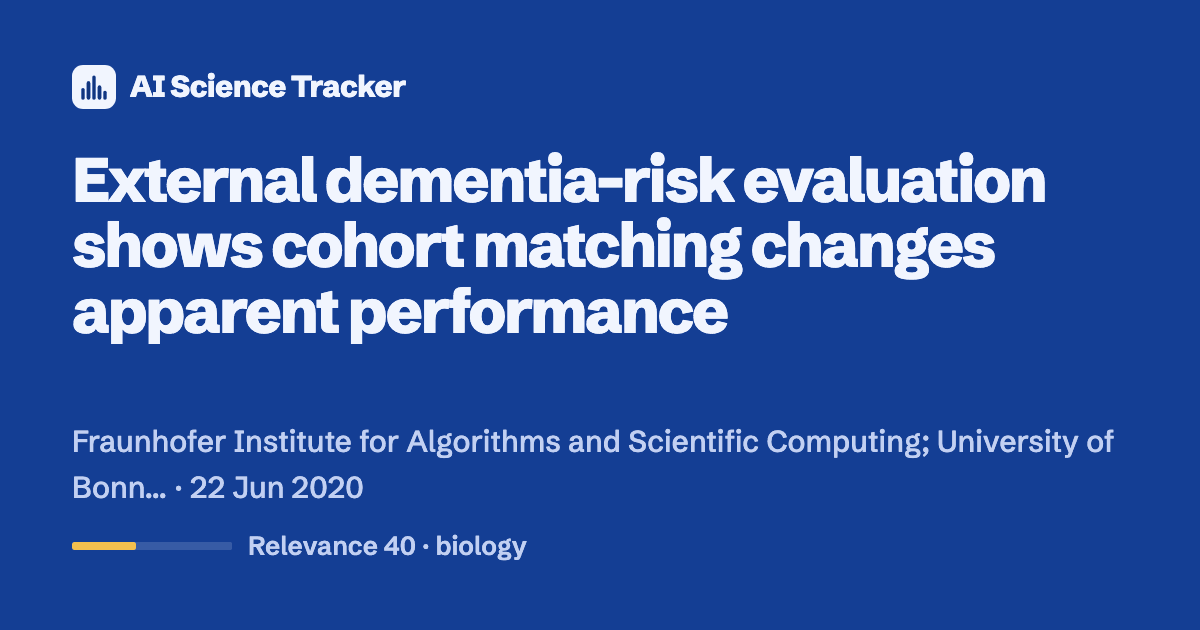 AI Science Tracker
External dementia-risk evaluation
shows cohort matching changes
apparent performance
Fraunhofer Institute for Algorithms and Scientific Computing; University of
Bonn... · 22 Jun 2020
Relevance 40 · biology